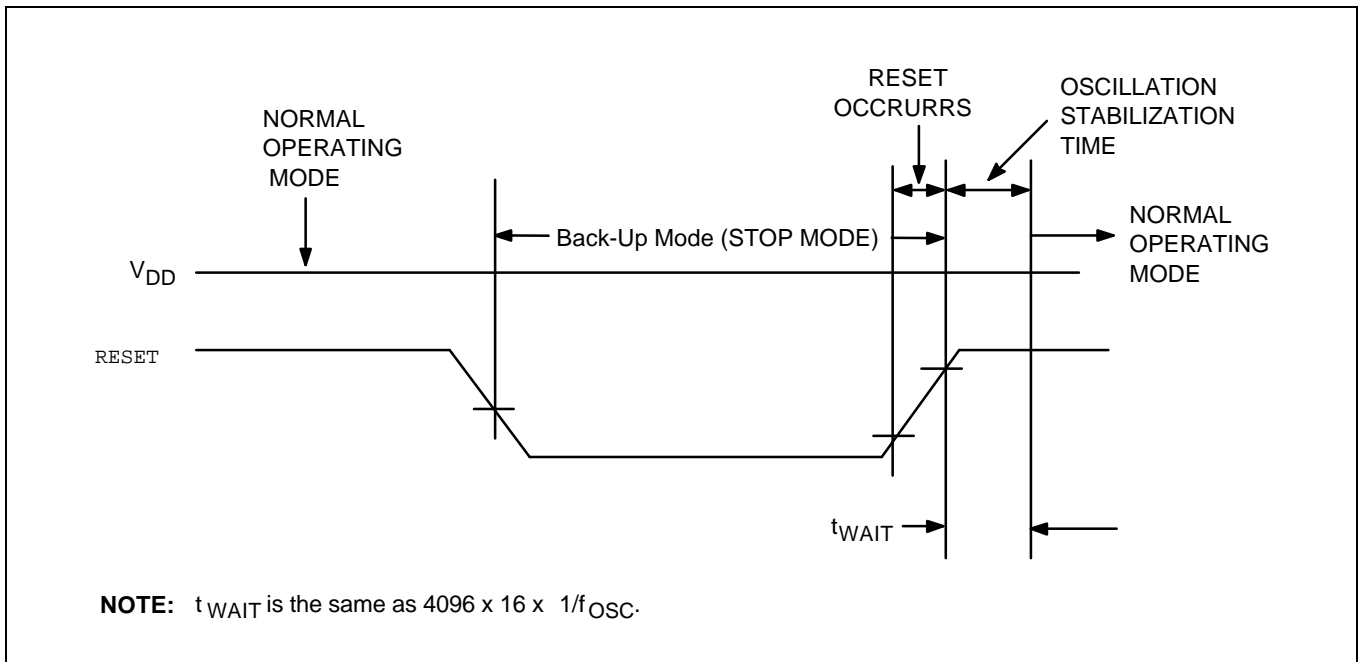 RESET
OCCRURRS
OSCILLATION
STABILIZATION
TIME
NORMAL
OPERATING
MODE
Back-Up Mode (STOP MODE)
NORMAL
OPERATING
MODE
VDD
RESET
tWAIT
NOTE: tWAIT is the same as 4096 x 16 x 1/fOSC.